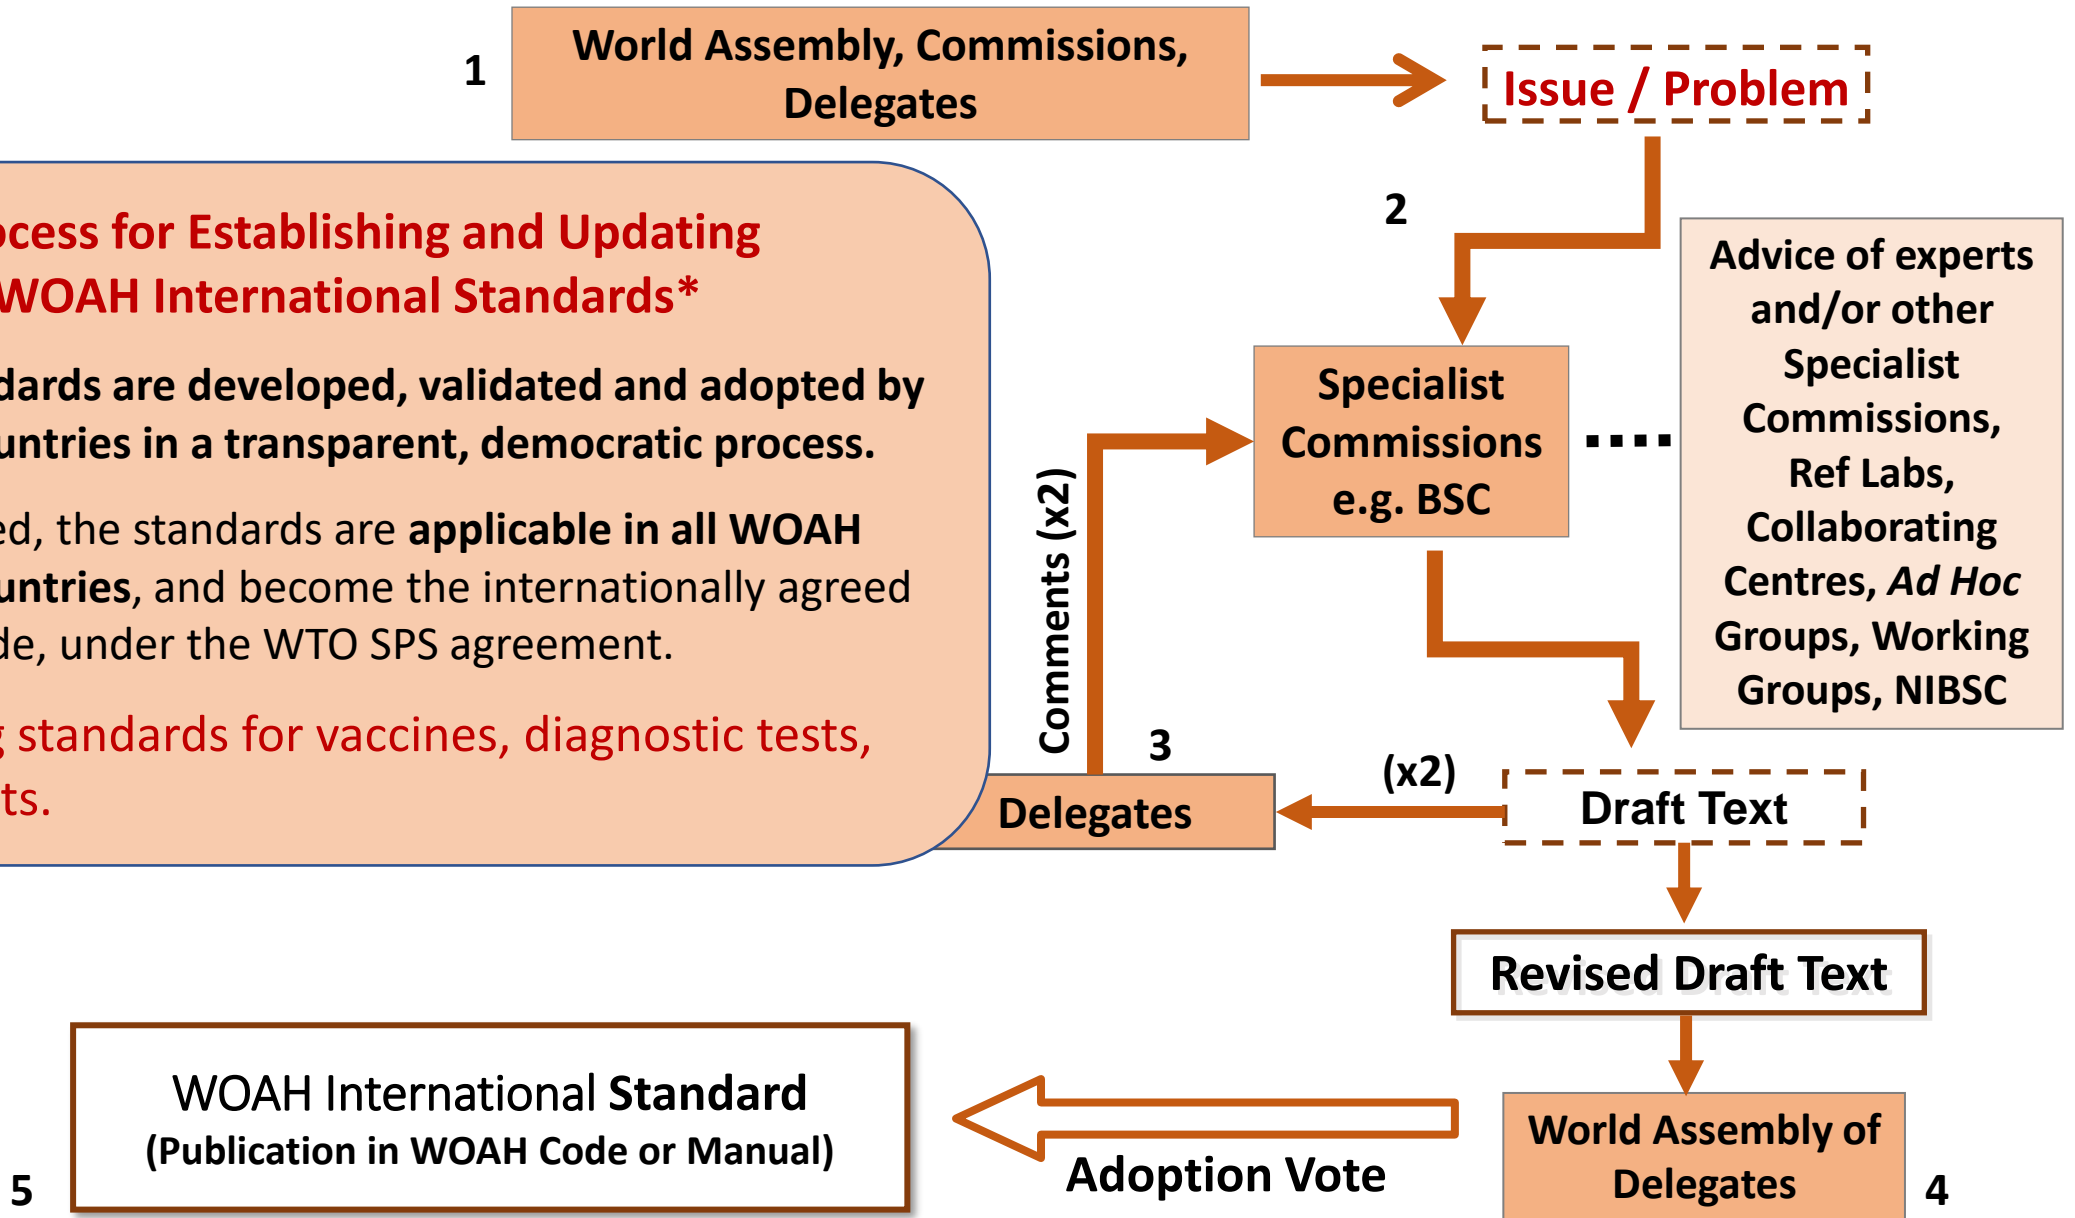 1
World Assembly, Commissions,
Delegates
Issue / Problem
2
ocess for Establishing and Updating
WOAH International Standards*
dards are developed, validated and adopted by
untries in a transparent, democratic process.
ed, the standards are applicable in all WOAH
untries, and become the internationally agreed
de, under the WTO SPS agreement.
g standards for vaccines, diagnostic tests,
ts.
Specialist
Commissions
e.g. BSC
Advice of experts
and/or other
Specialist
Commissions,
Ref Labs,
Collaborating
Centres, Ad Hoc
Groups, Working
Groups, NIBSC
Comments (x2)
3
Delegates
(x2)
Draft Text
Revised Draft Text
World Assembly of
Delegates
4
Adoption Vote
WOAH International Standard
(Publication in WOAH Code or Manual)
5